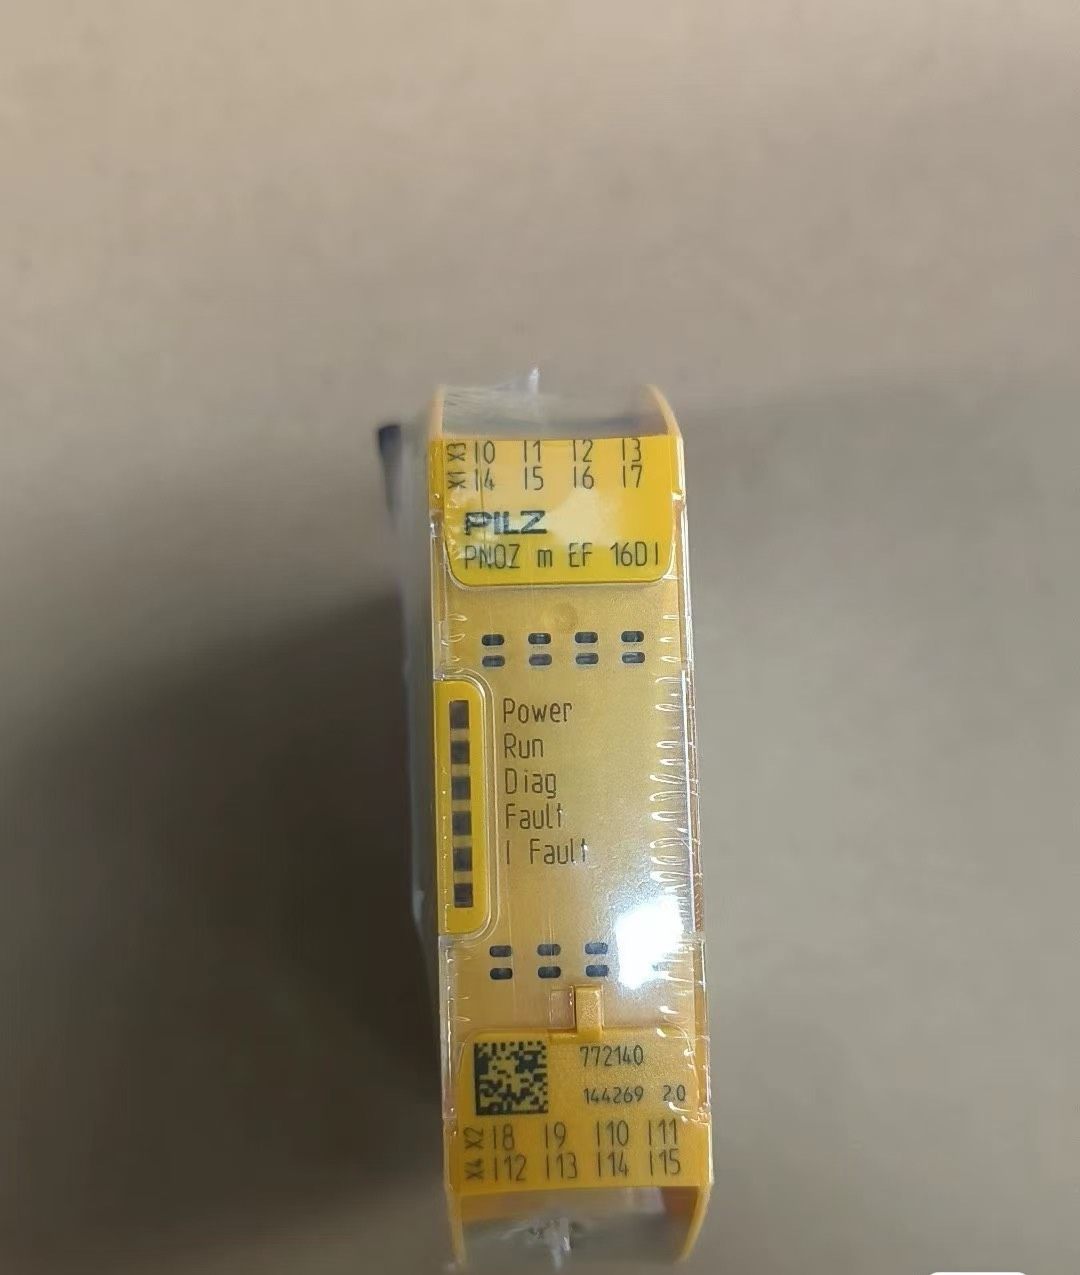 X3 I0 I1 I2 I3
X1 I4 I5 I6 I7
PILZ
PNOZ m EF 16DI
Power
Run
Diag
Fault
I Fault
772140
144269 2.0
X2 I8 I9 I10 I11
X4 I12 I13 I14 I15